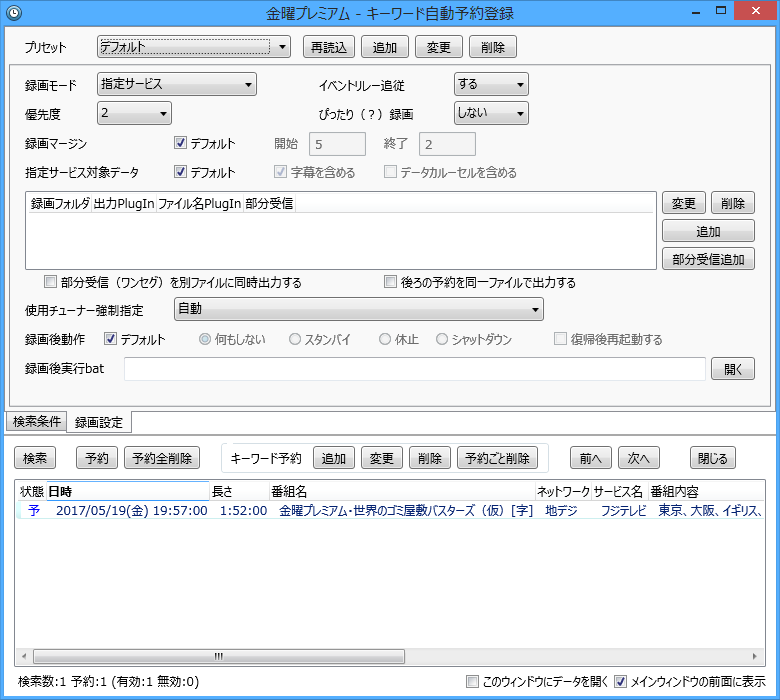 金曜プレミアム - キーワード自動予約登録
プリセット デフォルト 再読込 追加 変更 削除
録画モード 指定サービス イベントリレー追従 する
優先度 2 ぴったり（？）録画 しない
録画マージン デフォルト 開始 5 終了 2
指定サービス対象データ デフォルト 字幕を含める データカルーセルを含める
録画フォルダ 出力PlugIn ファイル名PlugIn 部分受信 変更 削除
追加
部分受信追加
部分受信（ワンセグ）を別ファイルに同時出力する 後ろの予約を同一ファイルで出力する
使用チューナー強制指定 自動
録画後動作 デフォルト 何もしない スタンバイ 休止 シャットダウン 復帰後再起動する
録画後実行bat 開く
検索条件 録画設定
検索 予約 予約全削除 キーワード予約 追加 変更 削除 予約ごと削除 前へ 次へ 閉じる
状態 日時 長さ 番組名 ネットワーク サービス名 番組内容
予 2017/05/19(金) 19:57:00 1:52:00 金曜プレミアム・世界のゴミ屋敷バスターズ（仮）[字] 地デジ フジテレビ 東京、大阪、イギリス、
検索数:1 予約:1 (有効:1 無効:0) このウィンドウにデータを開く メインウィンドウの前面に表示